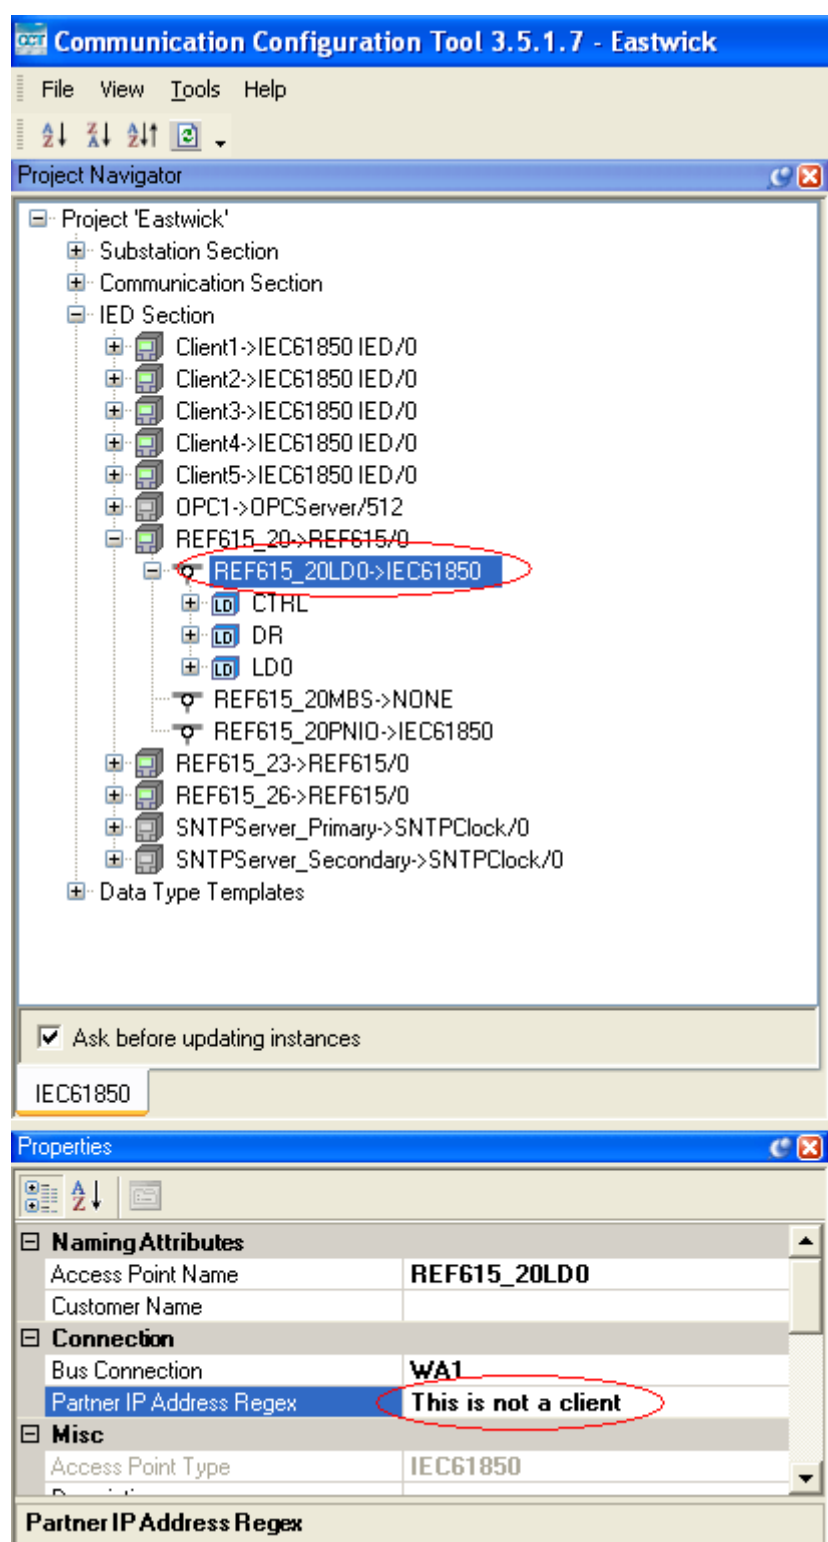 Communication Configuration Tool 3.5.1.7 - Eastwick
File View Tools Help
Project Navigator
Project 'Eastwick'
Substation Section
Communication Section
IED Section
Client1->IEC61850 IED/0
Client2->IEC61850 IED/0
Client3->IEC61850 IED/0
Client4->IEC61850 IED/0
Client5->IEC61850 IED/0
OPC1->OPCServer/512
REF615_20->REF615/0
REF615_20LD0->IEC61850
LD CTRL
LD DR
LD LD0
REF615_20MBS->NONE
REF615_20PNIO->IEC61850
REF615_23->REF615/0
REF615_26->REF615/0
SNTPServer_Primary->SNTPClock/0
SNTPServer_Secondary->SNTPClock/0
Data Type Templates
Ask before updating instances
IEC61850
Properties
Naming Attributes
Access Point Name REF615_20LD0
Customer Name
Connection
Bus Connection WA1
Partner IP Address Regex This is not a client
Misc
Access Point Type IEC61850
Partner IP Address Regex